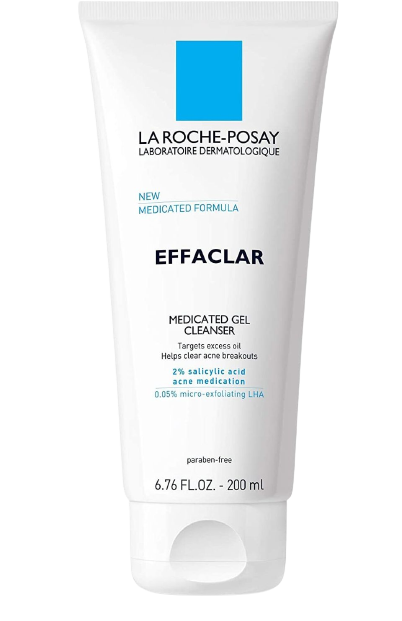 LA ROCHE-POSAY
LABORATOIRE DERMATOLOGIQUE
NEW
MEDICATED FORMULA
EFFACLAR
MEDICATED GEL
CLEANSER
Targets excess oil
Helps clear acne breakouts
2% salicylic acid
acne medication
0.05% micro-exfoliating LHA
paraben-free
6.76 FL.OZ. - 200 ml